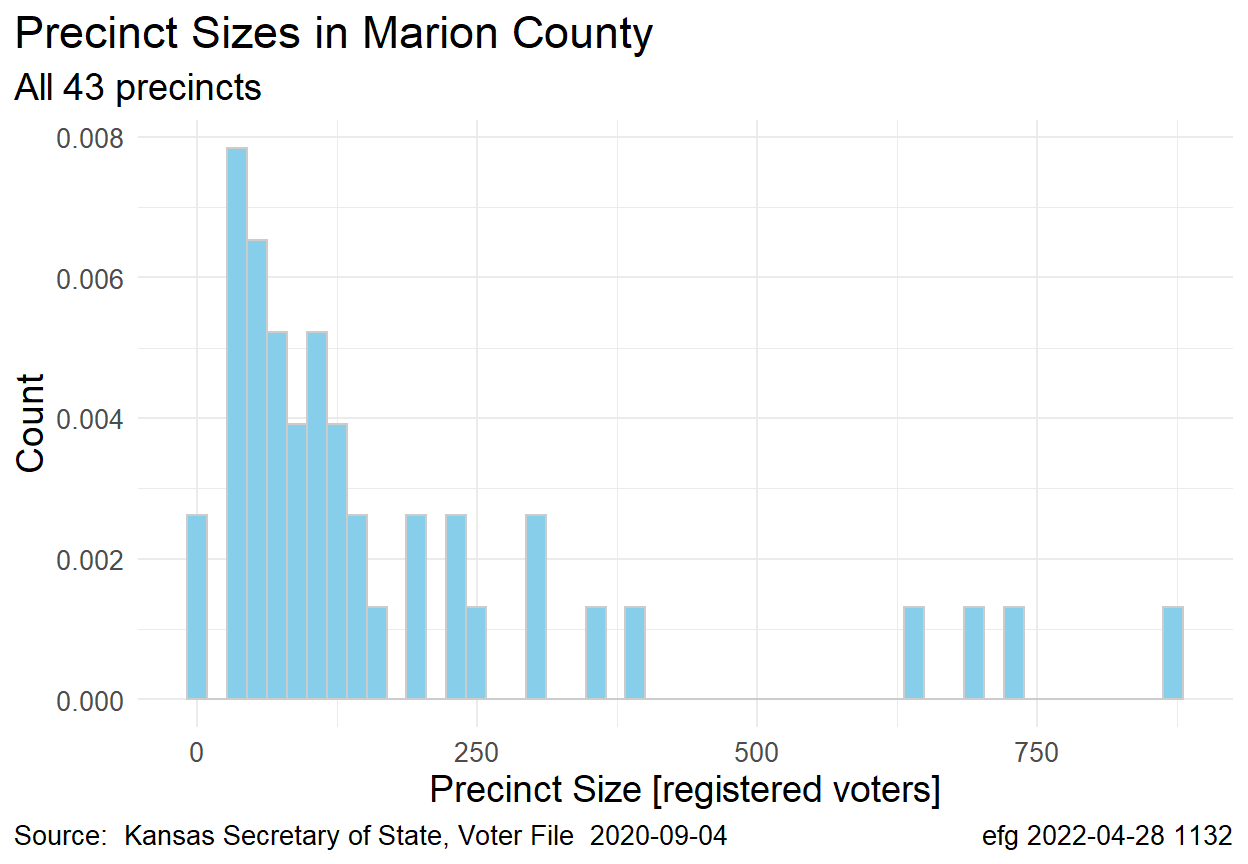 Precinct Sizes in Marion County
All 43 precincts
0.008
0.006
0.004
0.002
0.000
Count
0 250 500 750
Precinct Size [registered voters]
Source:  Kansas Secretary of State, Voter File  2020-09-04
efg 2022-04-28 1132